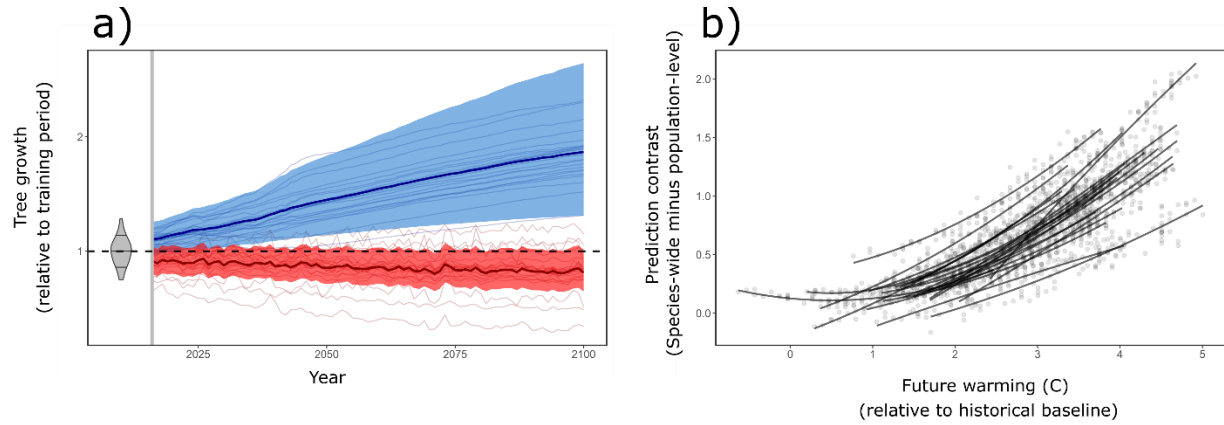 a)
Tree growth
(relative to training period)
2
1
2025
2050
2075
2100
Year
b)
Prediction contrast
(Species-wide minus population-level)
2.0
1.5
1.0
0.5
0.0
0
1
2
3
4
5
Future warming (C)
(relative to historical baseline)